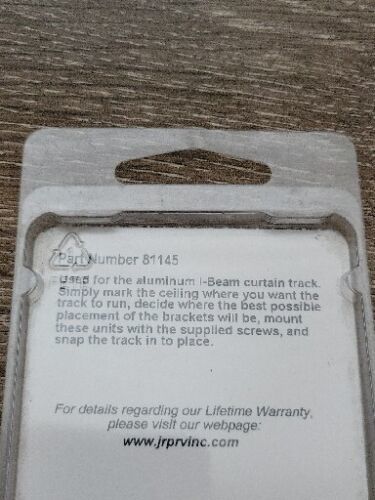 Part Number 81145
Used for the aluminum I-Beam curtain track.
Simply mark the ceiling where you want the
track to run, decide where the best possible
placement of the brackets will be, mount
these units with the supplied screws, and
snap the track in to place.
For details regarding our Lifetime Warranty,
please visit our webpage:
www.jrprvinc.com